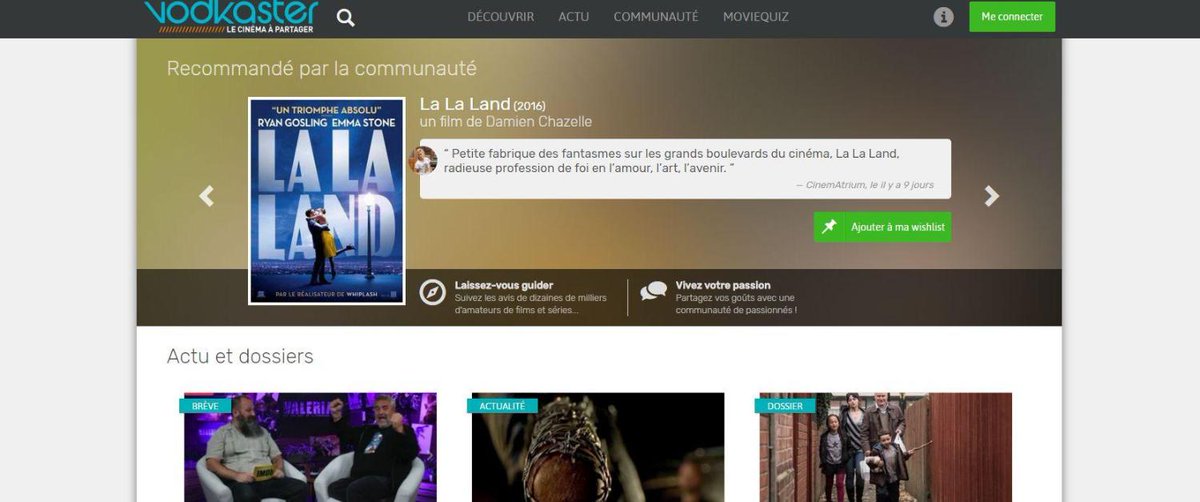 vodkaster
LE CINÉMA À PARTAGER
DÉCOUVRIR
ACTU
COMMUNAUTÉ
MOVIEQUIZ
Me connecter
Recommandé par la communauté
"UN TRIOMPHE ABSOLU"
RYAN GOSLING EMMA STONE
LA LA
LAND
PAR LE RÉALISATEUR DE WHIPLASH
La La Land (2016)
un film de Damien Chazelle
“ Petite fabrique des fantasmes sur les grands boulevards du cinéma, La La Land,
radieuse profession de foi en l’amour, l’art, l’avenir. ”
— CinemAtrium, le il y a 9 jours
Ajouter à ma wishlist
Laissez-vous guider
Suivez les avis de dizaines de milliers
d'amateurs de films et séries...
Vivez votre passion
Partagez vos goûts avec une
communauté de passionnés !
Actu et dossiers
BRÈVE
VALERIA
IMDb
ACTUALITÉ
DOSSIER